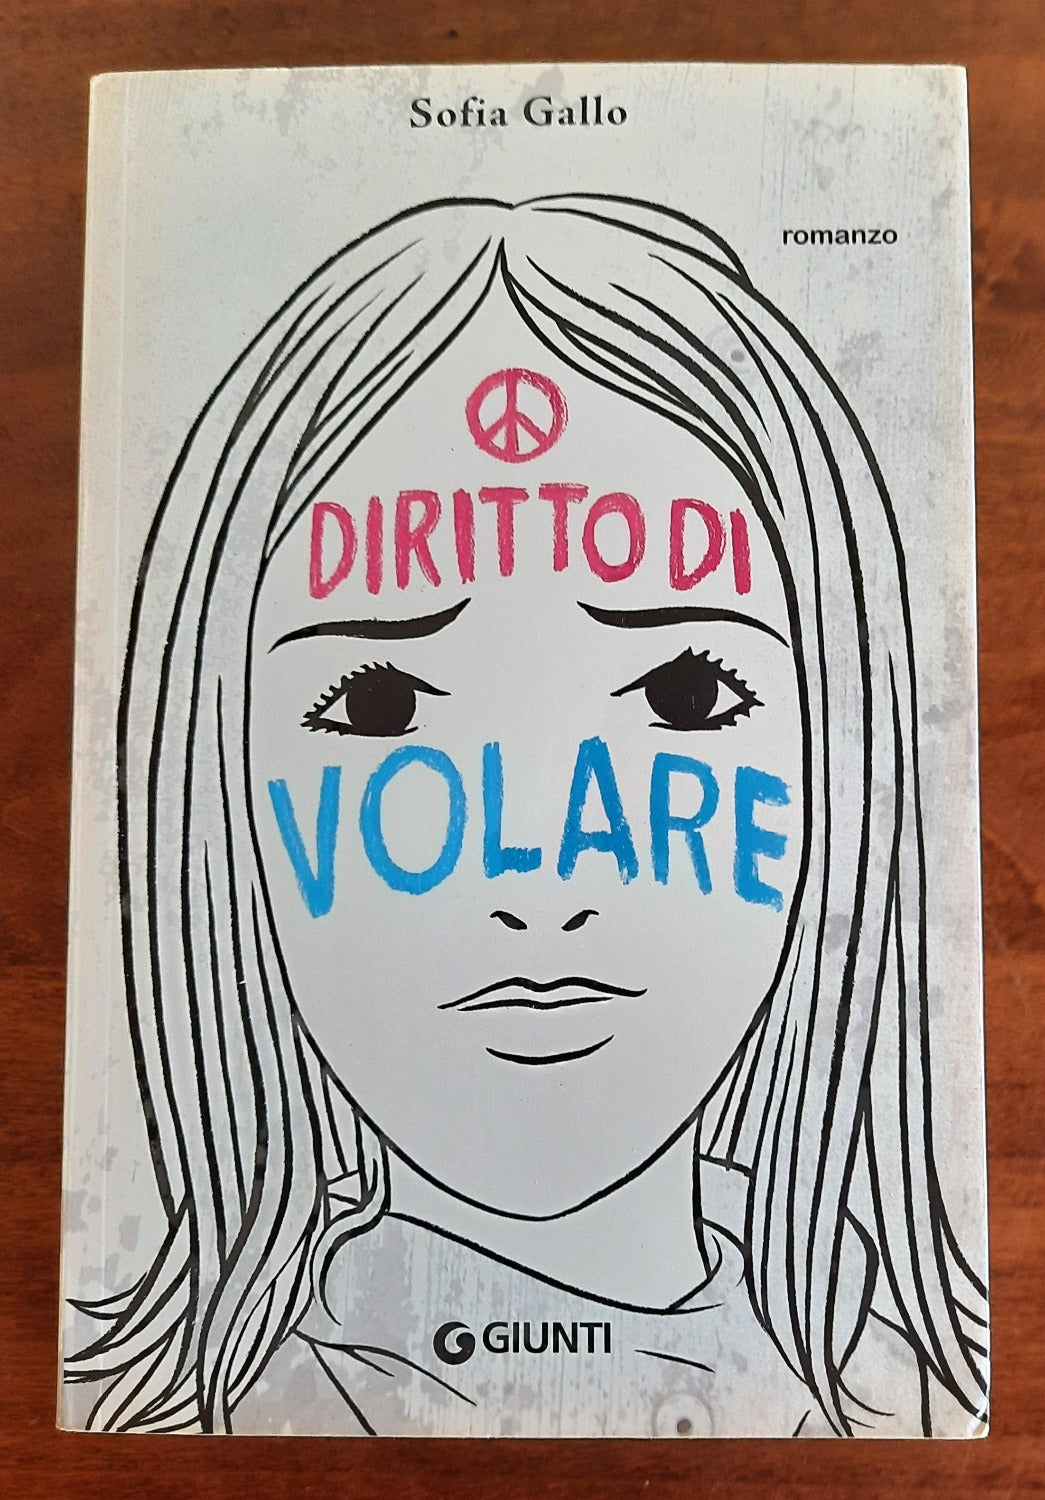 Sofia Gallo
romanzo
DIRITTO DI
VOLARE
GIUNTI